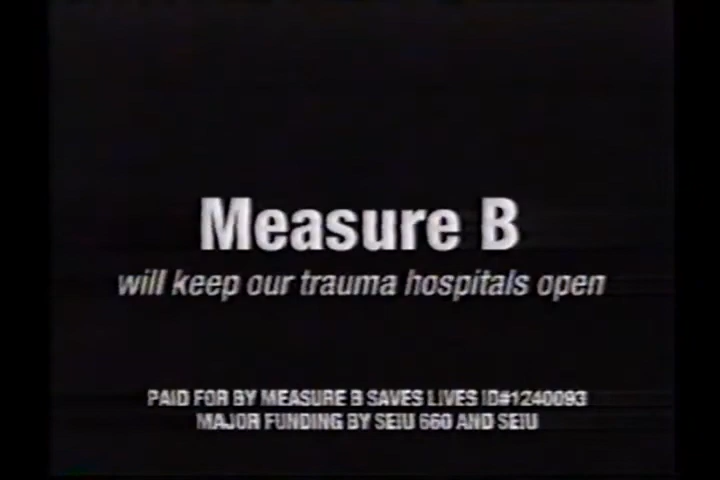 Measure B
will keep our trauma hospitals open
PAID FOR BY MEASURE B SAVES LIVES ID#1240093
MAJOR FUNDING BY SEIU 660 AND SEIU